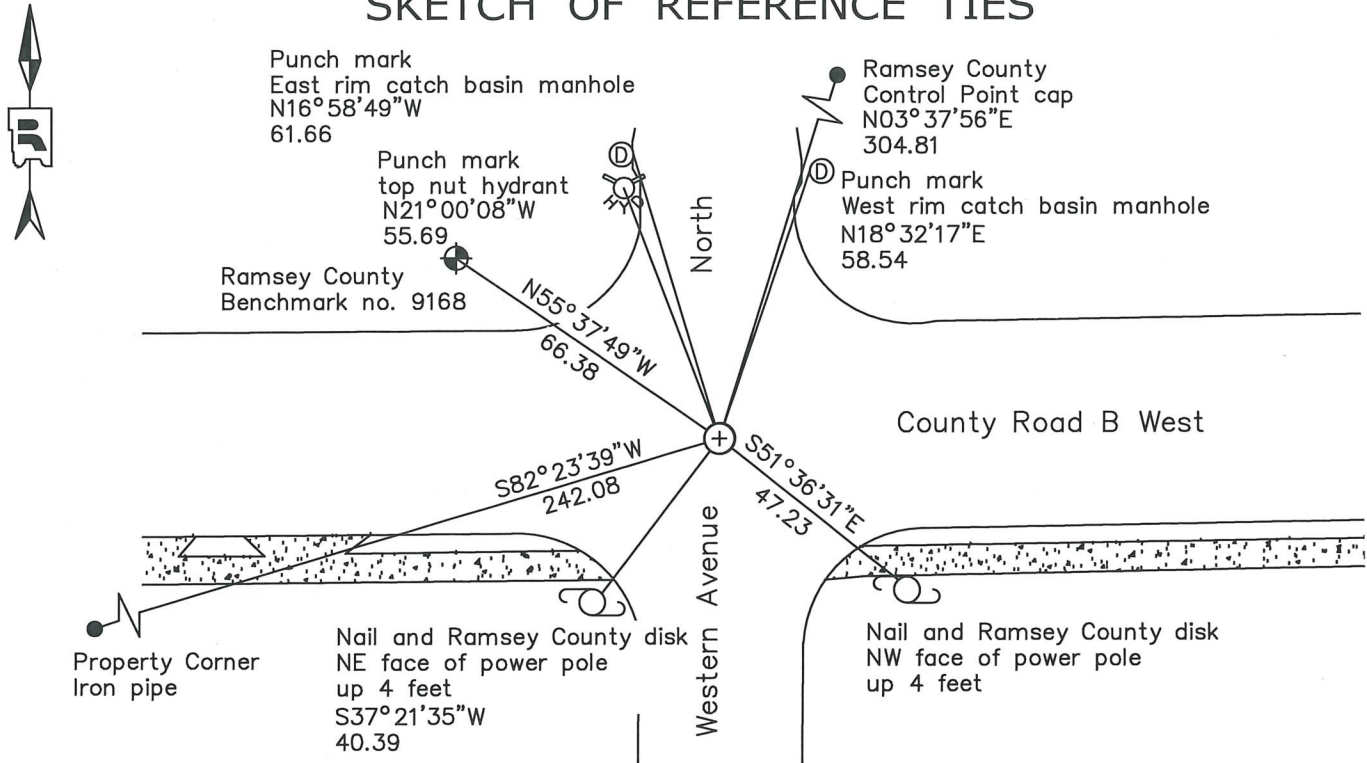 SKETCH OF REFERENCE TIES
R
Punch mark
East rim catch basin manhole
N16°58'49"W
61.66
Punch mark
top nut hydrant
N21°00'08"W
55.69
Ramsey County
Benchmark no. 9168
D
HYD
North
Ramsey County
Control Point cap
N03°37'56"E
304.81
D
Punch mark
West rim catch basin manhole
N18°32'17"E
58.54
N55°37'49"W
66.38
County Road B West
S82°23'39"W
242.08
S51°36'31"E
47.23
Western Avenue
Property Corner
Iron pipe
Nail and Ramsey County disk
NE face of power pole
up 4 feet
S37°21'35"W
40.39
Nail and Ramsey County disk
NW face of power pole
up 4 feet